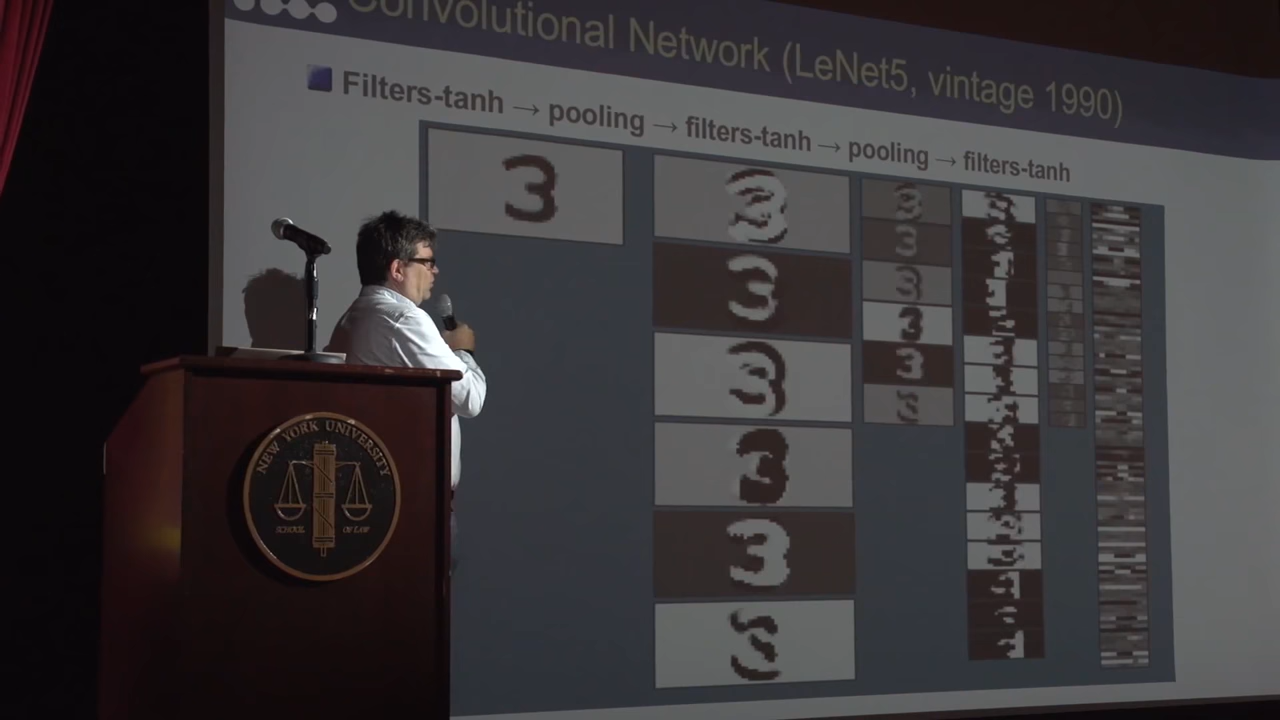 Convolutional Network (LeNet5, vintage 1990)
Filters-tanh → pooling → filters-tanh → pooling → filters-tanh
3
NEW YORK UNIVERSITY
SCHOOL OF LAW